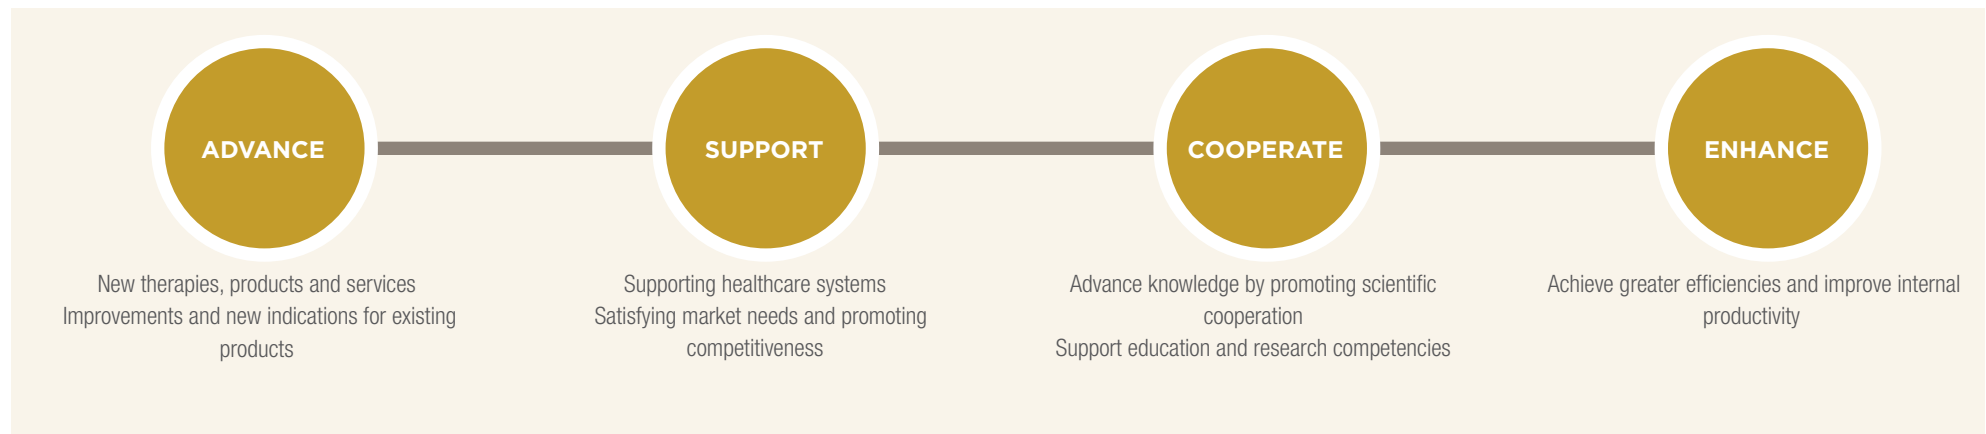 ADVANCE
New therapies, products and services
Improvements and new indications for existing
products
SUPPORT
Supporting healthcare systems
Satisfying market needs and promoting
competitiveness
COOPERATE
Advance knowledge by promoting scientific
cooperation
Support education and research competencies
ENHANCE
Achieve greater efficiencies and improve internal
productivity